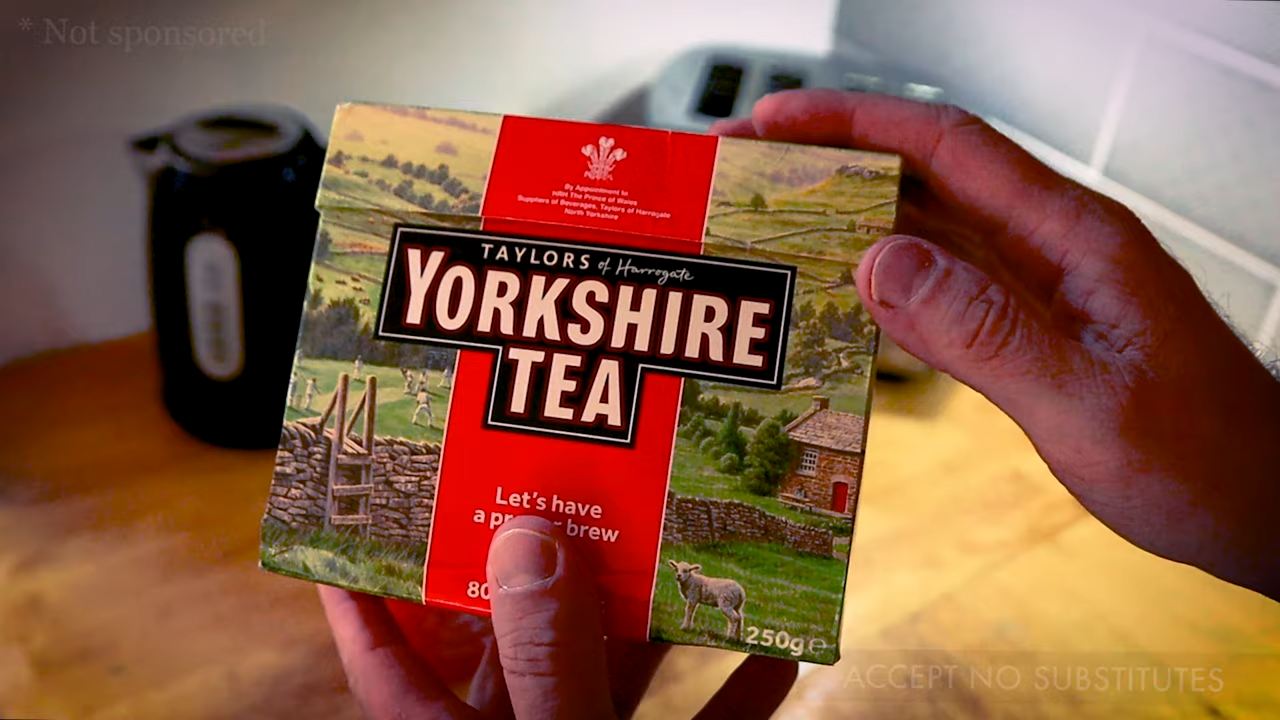 * Not sponsored
By Appointment to
HRH The Prince of Wales
Suppliers of Beverages, Taylors of Harrogate
North Yorkshire
TAYLORS of Harrogate
YORKSHIRE
TEA
Let's have
a brew
80
250g ℮
ACCEPT NO SUBSTITUTES